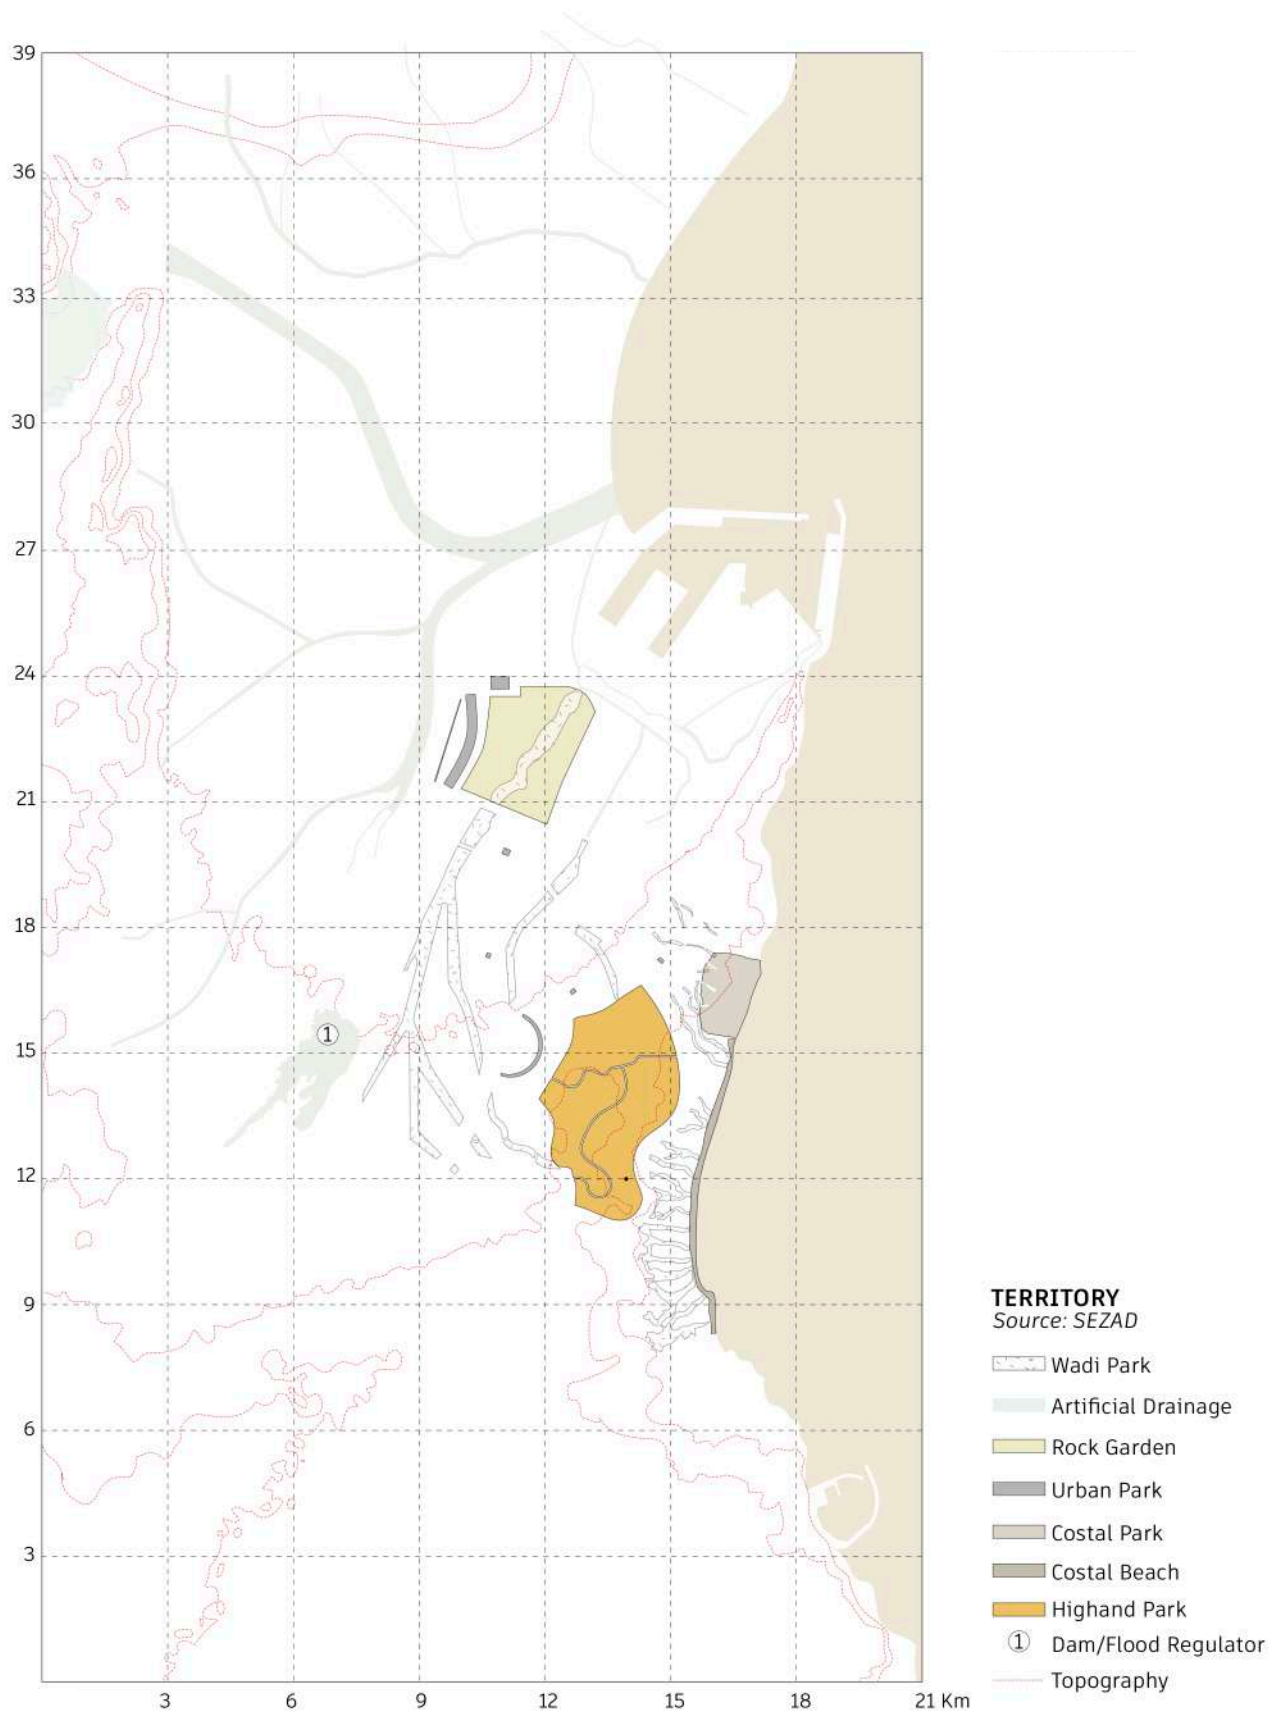 39
36
33
30
27
24
21
18
15
12
9
6
3
1
3
6
9
12
15
18
21 Km
TERRITORY
Source: SEZAD
Wadi Park
Artificial Drainage
Rock Garden
Urban Park
Costal Park
Costal Beach
Highand Park
1 Dam/Flood Regulator
Topography